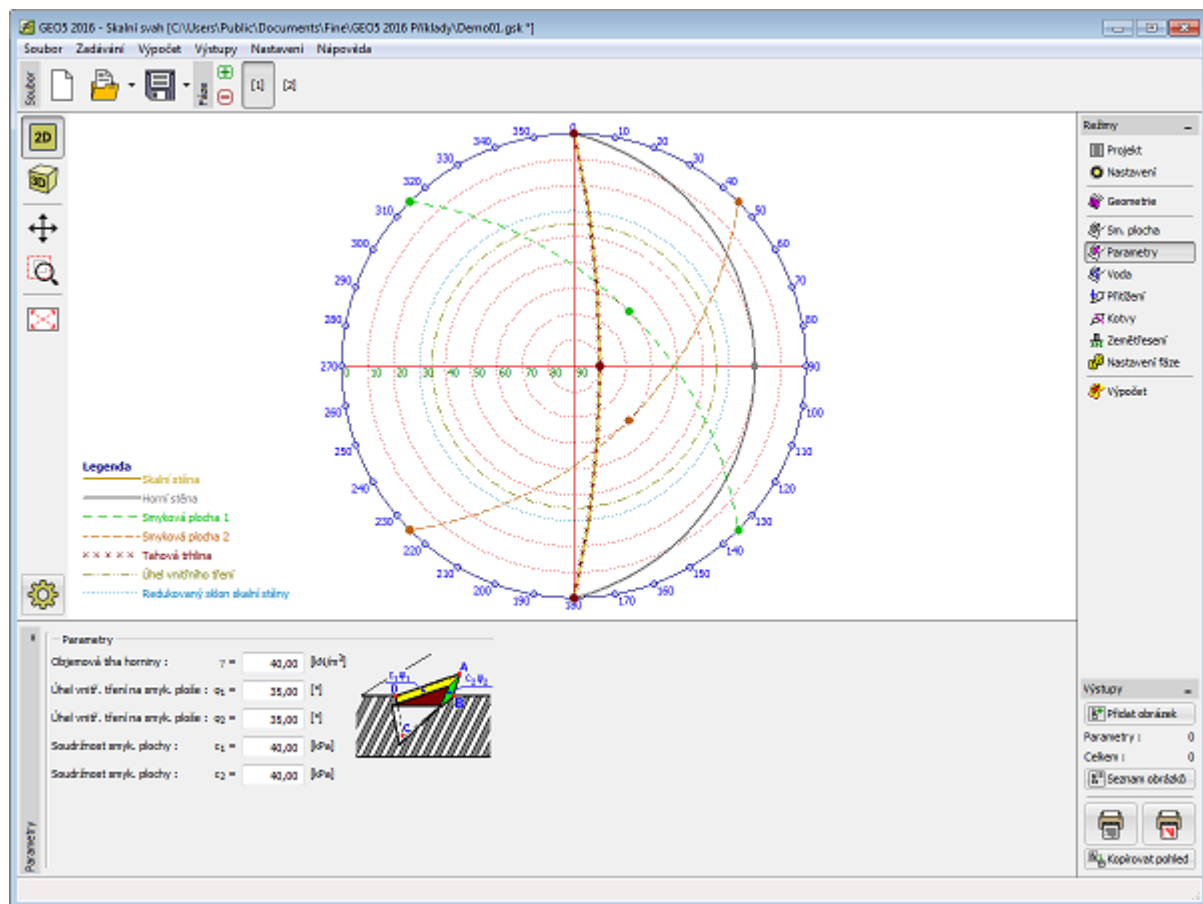 GEO5 2016 - Skalní svah [C:\Users\Public\Documents\Fine\GEO5 2016 Příklady\Demo01.gsk *]
Soubor Zadávání Výpočet Výstupy Nastavení Nápověda
Soubor
Fáze
[1] [2]
2D
3D
0
10
20
30
40
50
60
70
80
90
100
110
120
130
140
150
160
170
180
190
200
210
220
230
240
250
260
270
280
290
300
310
320
330
340
350
0 10 20 30 40 50 60 70 80 90
Legenda
Skalní stěna
Horní stěna
Smyková plocha 1
Smyková plocha 2
Tahová trhlina
Úhel vnitřního tření
Redukovaný sklon skalní stěny
Režimy
Projekt
Nastavení
Geometrie
Sm. plocha
Parametry
Voda
Přitížení
Kotvy
Zemětřesení
Nastavení fáze
Výpočet
Parametry
Parametry
Objemová tíha horniny : γ = 40,00 [kN/m³]
Úhel vnitř. tření na smyk. ploše : φ₁ = 35,00 [°]
Úhel vnitř. tření na smyk. ploše : φ₂ = 35,00 [°]
Soudržnost smyk. plochy : c₁ = 40,00 [kPa]
Soudržnost smyk. plochy : c₂ = 40,00 [kPa]
c₁φ₁ A c₂φ₂
D B
C
Výstupy
Přidat obrázek
Parametry : 0
Celkem : 0
Seznam obrázků
Kopírovat pohled